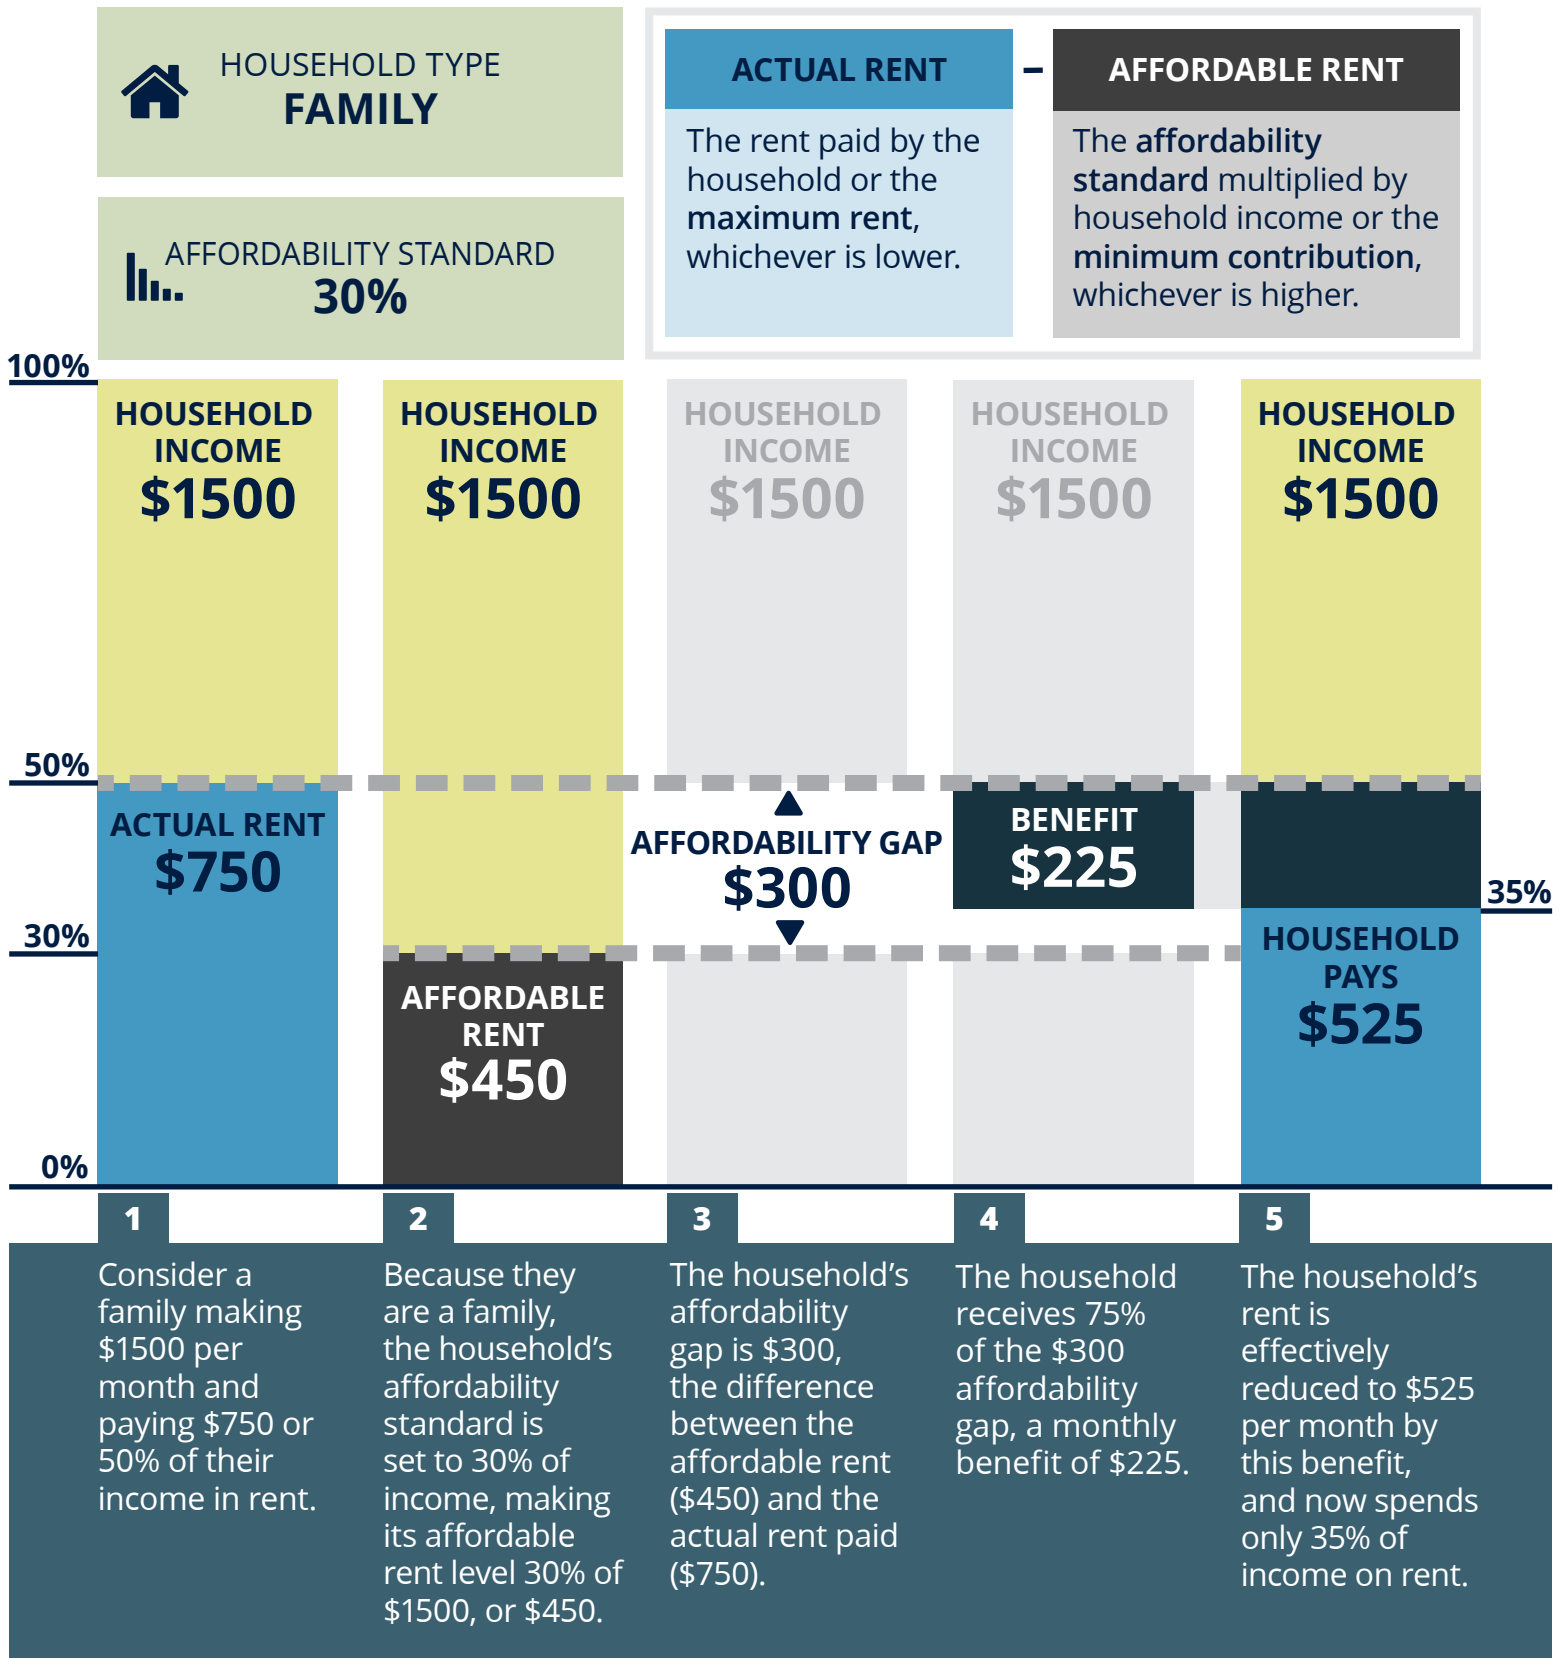 HOUSEHOLD TYPE
FAMILY
AFFORDABILITY STANDARD
30%
ACTUAL RENT
The rent paid by the
household or the
maximum rent,
whichever is lower.
–
AFFORDABLE RENT
The affordability
standard multiplied by
household income or the
minimum contribution,
whichever is higher.
100%
50%
30%
0%
HOUSEHOLD
INCOME
$1500
ACTUAL RENT
$750
HOUSEHOLD
INCOME
$1500
AFFORDABLE
RENT
$450
HOUSEHOLD
INCOME
$1500
AFFORDABILITY GAP
$300
HOUSEHOLD
INCOME
$1500
BENEFIT
$225
HOUSEHOLD
INCOME
$1500
HOUSEHOLD
PAYS
$525
35%
1
Consider a
family making
$1500 per
month and
paying $750 or
50% of their
income in rent.
2
Because they
are a family,
the household’s
affordability
standard is
set to 30% of
income, making
its affordable
rent level 30% of
$1500, or $450.
3
The household’s
affordability
gap is $300,
the difference
between the
affordable rent
($450) and the
actual rent paid
($750).
4
The household
receives 75%
of the $300
affordability
gap, a monthly
benefit of $225.
5
The household’s
rent is
effectively
reduced to $525
per month by
this benefit,
and now spends
only 35% of
income on rent.